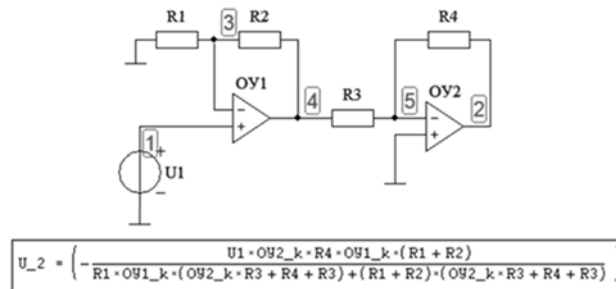 R1
3
R2
R4
ОУ1
4
R3
5
ОУ2
2
−
+
−
+
1
+
U1
−
U_2 = (-
U1·ОУ2_k·R4·ОУ1_k·(R1 + R2)
R1·ОУ1_k·(ОУ2_k·R3 + R4 + R3) + (R1 + R2)·(ОУ2_k·R3 + R4 + R3)
)